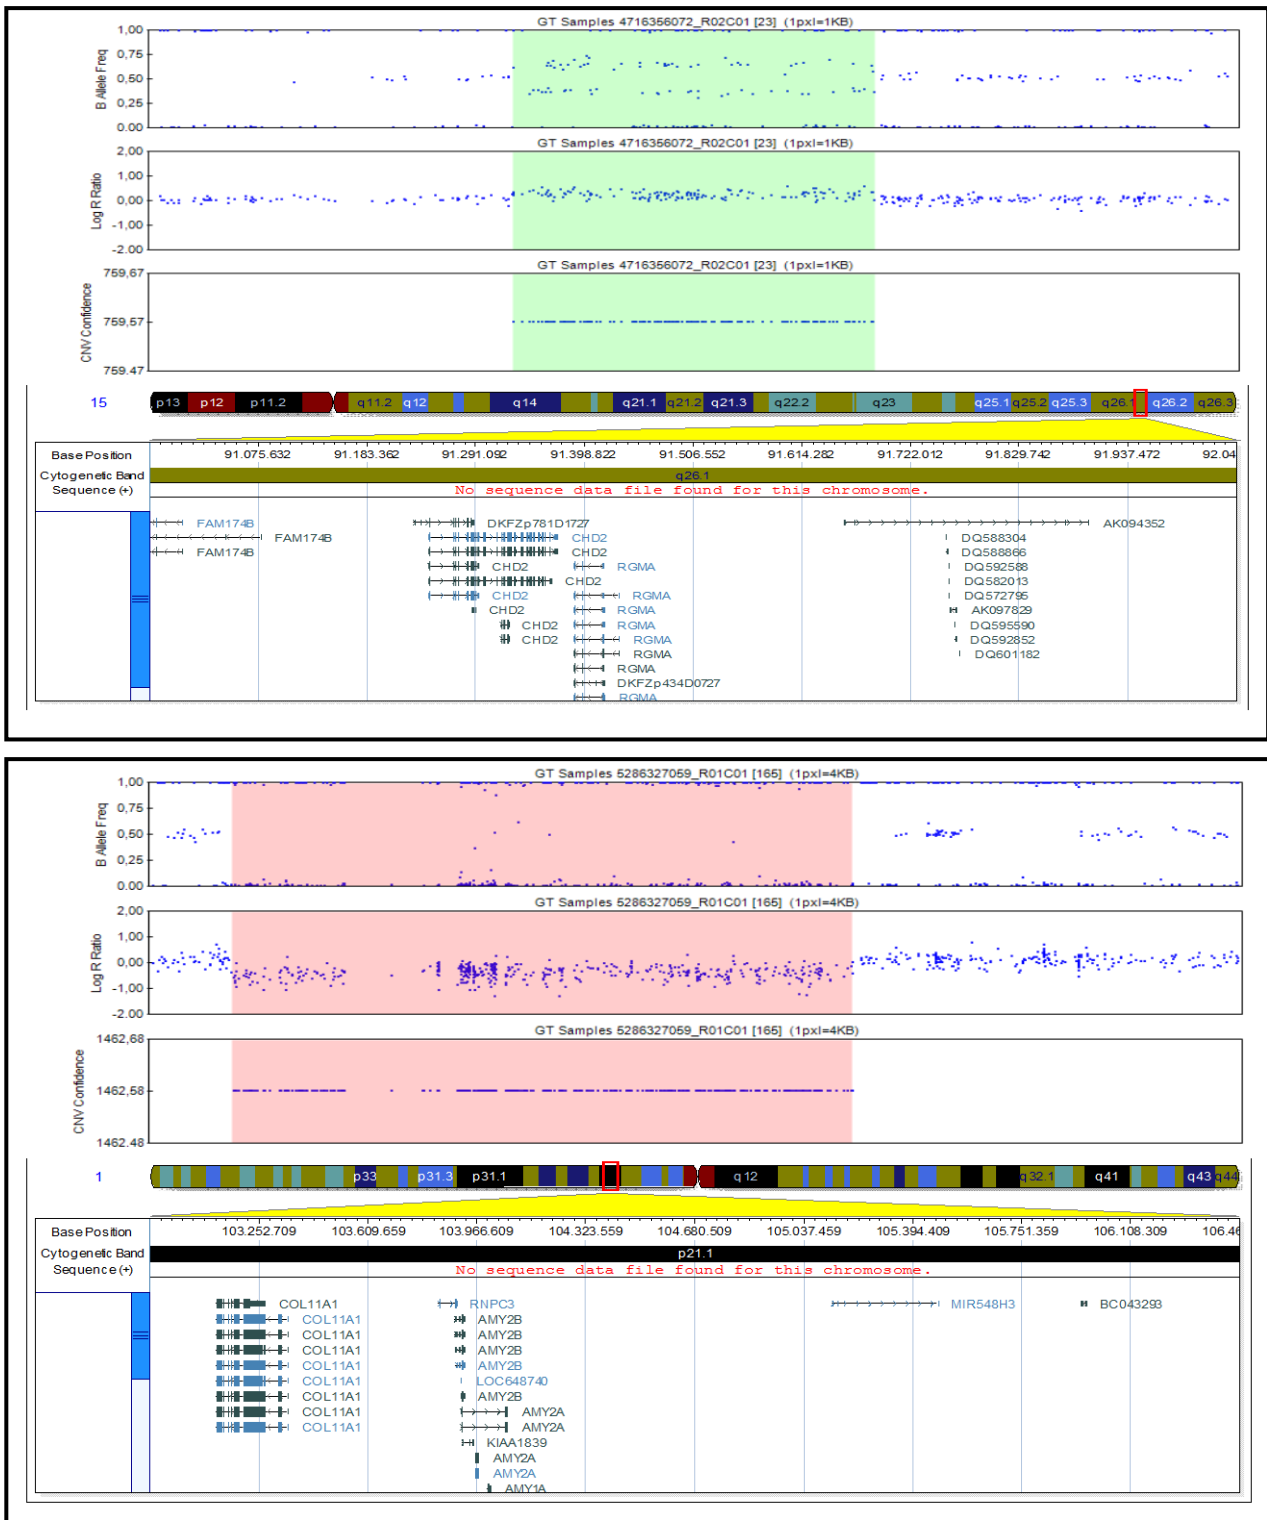 GT Samples 4716356072_R02C01 [23] (1pxl=1KB)
B Allele Freq
1,00
0,75
0,50
0,25
0.00
GT Samples 4716356072_R02C01 [23] (1pxl=1KB)
Log R Ratio
2,00
1,00
0,00
-1,00
-2.00
GT Samples 4716356072_R02C01 [23] (1pxl=1KB)
CNV Confidence
759,67
759,57
759.47
15 p13 p12 p11.2 q11.2 q12 q14 q21.1 q21.2 q21.3 q22.2 q23 q25.1 q25.2 q25.3 q26.1 q26.2 q26.3
Base Position 91.075.632 91.183.362 91.291.092 91.398.822 91.506.552 91.614.282 91.722.012 91.829.742 91.937.472 92.04
Cytogenetic Band q26.1
Sequence (+) No sequence data file found for this chromosome.
FAM174B DKFZp781D1727 AK094352
FAM174B CHD2 DQ588304
FAM174B CHD2 DQ588866
CHD2 RGMA DQ592588
CHD2 DQ582013
CHD2 RGMA DQ572795
CHD2 RGMA AK097829
CHD2 RGMA DQ595590
CHD2 RGMA DQ592852
RGMA DQ601182
RGMA
DKFZp434D0727
RGMA
GT Samples 5286327059_R01C01 [165] (1pxl=4KB)
B Allele Freq
1,00
0,75
0,50
0,25
0.00
GT Samples 5286327059_R01C01 [165] (1pxl=4KB)
Log R Ratio
2,00
1,00
0,00
-1,00
-2.00
GT Samples 5286327059_R01C01 [165] (1pxl=4KB)
CNV Confidence
1462,68
1462,58
1462.48
1 p33 p31.3 p31.1 q12 q32.1 q41 q43 q44
Base Position 103.252.709 103.609.659 103.966.609 104.323.559 104.680.509 105.037.459 105.394.409 105.751.359 106.108.309 106.46
Cytogenetic Band p21.1
Sequence (+) No sequence data file found for this chromosome.
COL11A1 RNPC3 MIR548H3 BC043293
COL11A1 AMY2B
COL11A1 AMY2B
COL11A1 AMY2B
COL11A1 LOC648740
COL11A1 AMY2B
COL11A1 AMY2A
COL11A1 AMY2A
KIAA1839
AMY2A
AMY2A
AMY1A